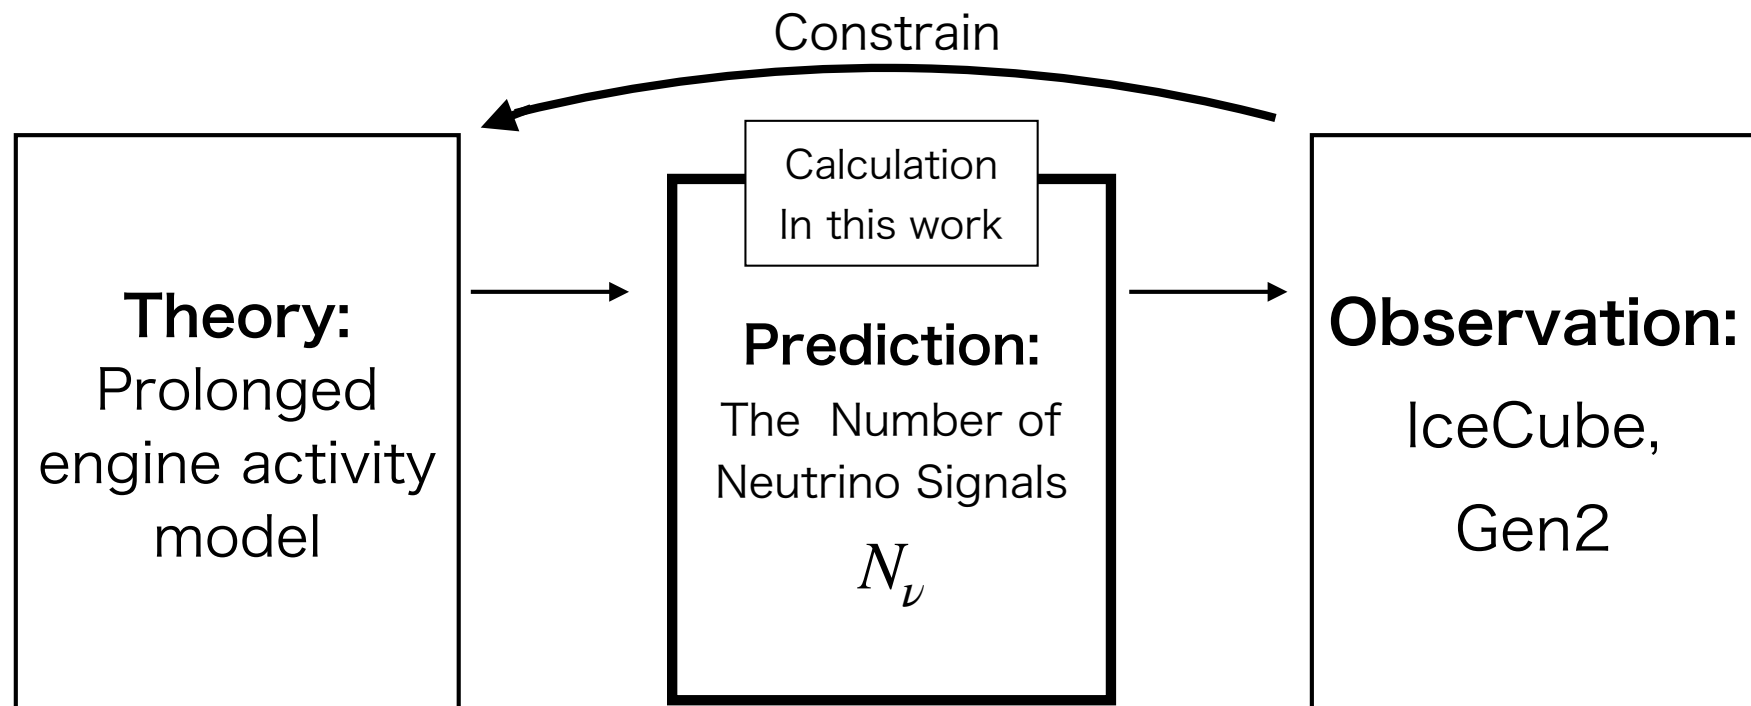 Constrain
Calculation
In this work
Theory:
Prolonged
engine activity
model
Prediction:
The Number of
Neutrino Signals
N_ν
Observation:
IceCube,
Gen2